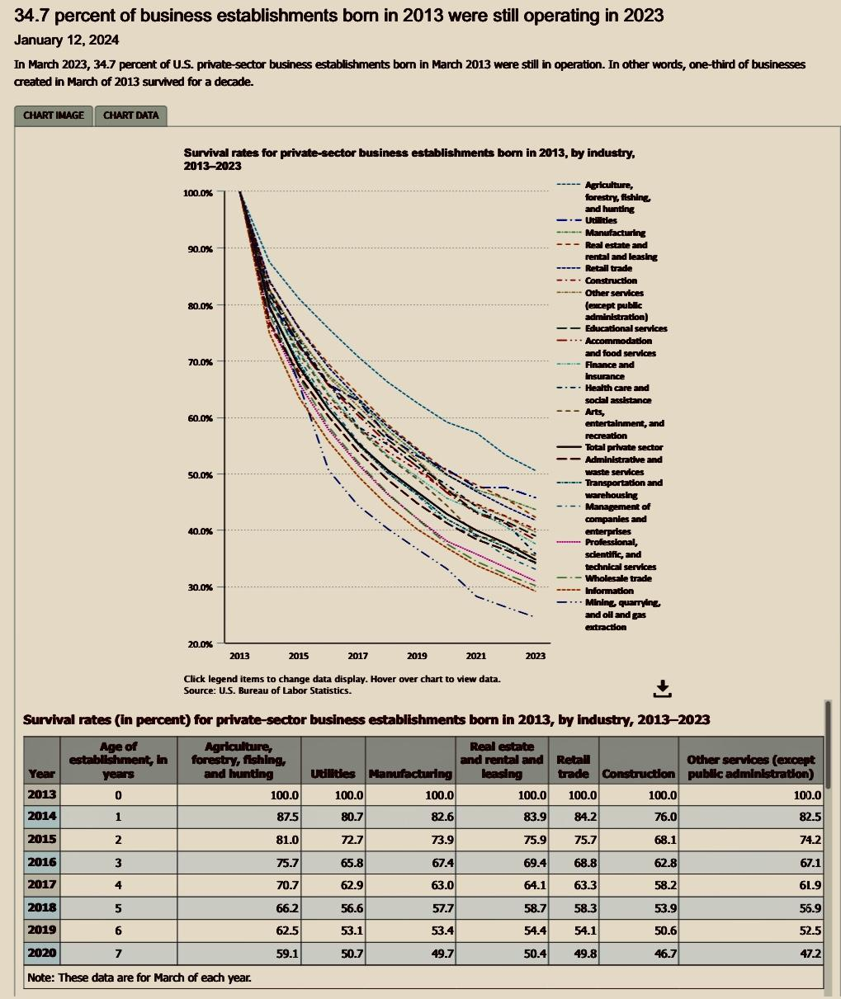 34.7 percent of business establishments born in 2013 were still operating in 2023
January 12, 2024
In March 2023, 34.7 percent of U.S. private-sector business establishments born in March 2013 were still in operation. In other words, one-third of businesses
created in March of 2013 survived for a decade.
CHART IMAGE CHART DATA
Survival rates for private-sector business establishments born in 2013, by industry,
2013–2023
100.0%
90.0%
80.0%
70.0%
60.0%
50.0%
40.0%
30.0%
20.0%
2013 2015 2017 2019 2021 2023
Agriculture,
forestry, fishing,
and hunting
Utilities
Manufacturing
Real estate and
rental and leasing
Retail trade
Construction
Other services
(except public
administration)
Educational services
Accommodation
and food services
Finance and
insurance
Health care and
social assistance
Arts,
entertainment, and
recreation
Total private sector
Administrative and
waste services
Transportation and
warehousing
Management of
companies and
enterprises
Professional,
scientific, and
technical services
Wholesale trade
Information
Mining, quarrying,
and oil and gas
extraction
Click legend items to change data display. Hover over chart to view data.
Source: U.S. Bureau of Labor Statistics.
Survival rates (in percent) for private-sector business establishments born in 2013, by industry, 2013–2023
Year Age of establishment, in years Agriculture, forestry, fishing, and hunting Utilities Manufacturing Real estate and rental and leasing Retail trade Construction Other services (except public administration)
2013 0 100.0 100.0 100.0 100.0 100.0 100.0 100.0
2014 1 87.5 80.7 82.6 83.9 84.2 76.0 82.5
2015 2 81.0 72.7 73.9 75.9 75.7 68.1 74.2
2016 3 75.7 65.8 67.4 69.4 68.8 62.8 67.1
2017 4 70.7 62.9 63.0 64.1 63.3 58.2 61.9
2018 5 66.2 56.6 57.7 58.7 58.3 53.9 56.9
2019 6 62.5 53.1 53.4 54.4 54.1 50.6 52.5
2020 7 59.1 50.7 49.7 50.4 49.8 46.7 47.2
Note: These data are for March of each year.